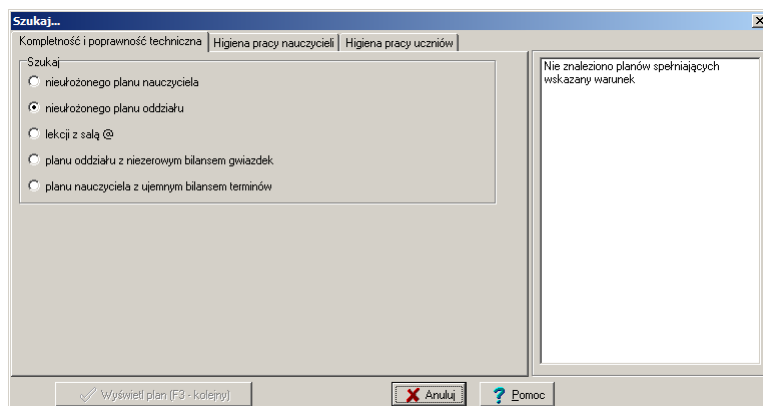 Szukaj...
Kompletność i poprawność techniczna
Higiena pracy nauczycieli
Higiena pracy uczniów
Szukaj
nieułożonego planu nauczyciela
nieułożonego planu oddziału
lekcji z salą @
planu oddziału z niezerowym bilansem gwiazdek
planu nauczyciela z ujemnym bilansem terminów
Nie znaleziono planów spełniających
wskazany warunek
Wyświetl plan (F3 - kolejny)
Anuluj
Pomoc